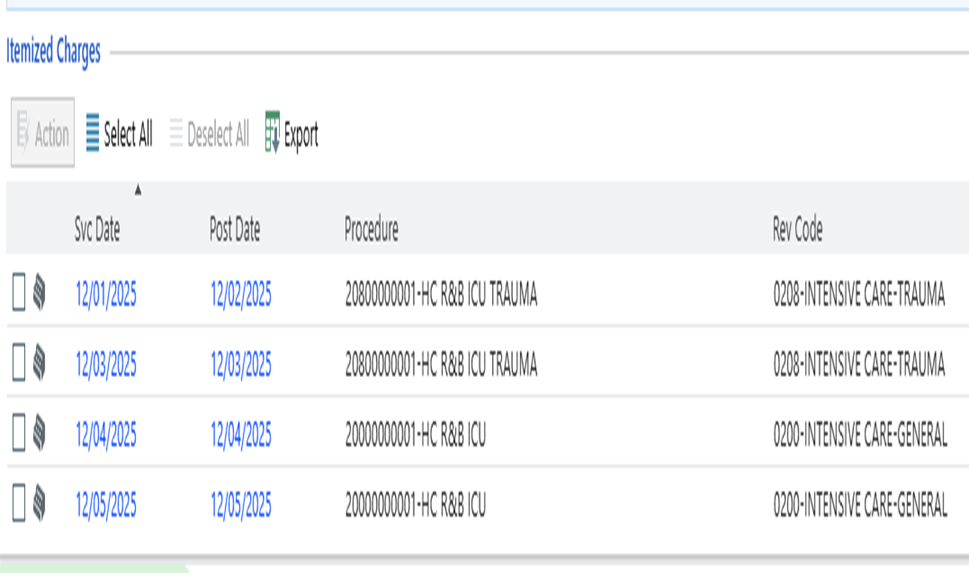 Itemized Charges
Action Select All Deselect All Export
Svc Date Post Date Procedure Rev Code
12/01/2025 12/02/2025 20800000001-HC R&B ICU TRAUMA 0208-INTENSIVE CARE-TRAUMA
12/03/2025 12/03/2025 20800000001-HC R&B ICU TRAUMA 0208-INTENSIVE CARE-TRAUMA
12/04/2025 12/04/2025 20000000001-HC R&B ICU 0200-INTENSIVE CARE-GENERAL
12/05/2025 12/05/2025 20000000001-HC R&B ICU 0200-INTENSIVE CARE-GENERAL